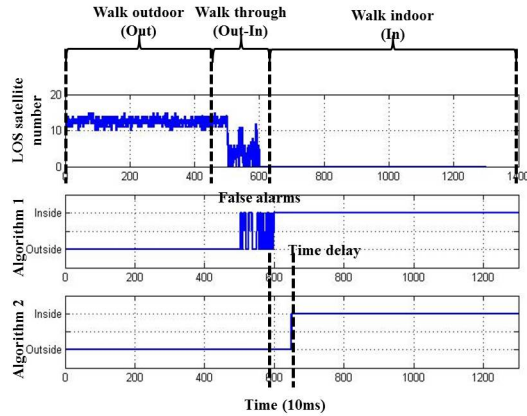 Walk outdoor
(Out)
Walk through
(Out-In)
Walk indoor
(In)
LOS satellite
number
20
10
0
0 200 400 600 800 1000 1200 1400
False alarms
Algorithm 1
Inside
Outside
Time delay
0 200 400 600 800 1000 1200
Algorithm 2
Inside
Outside
0 200 400 600 800 1000 1200
Time (10ms)